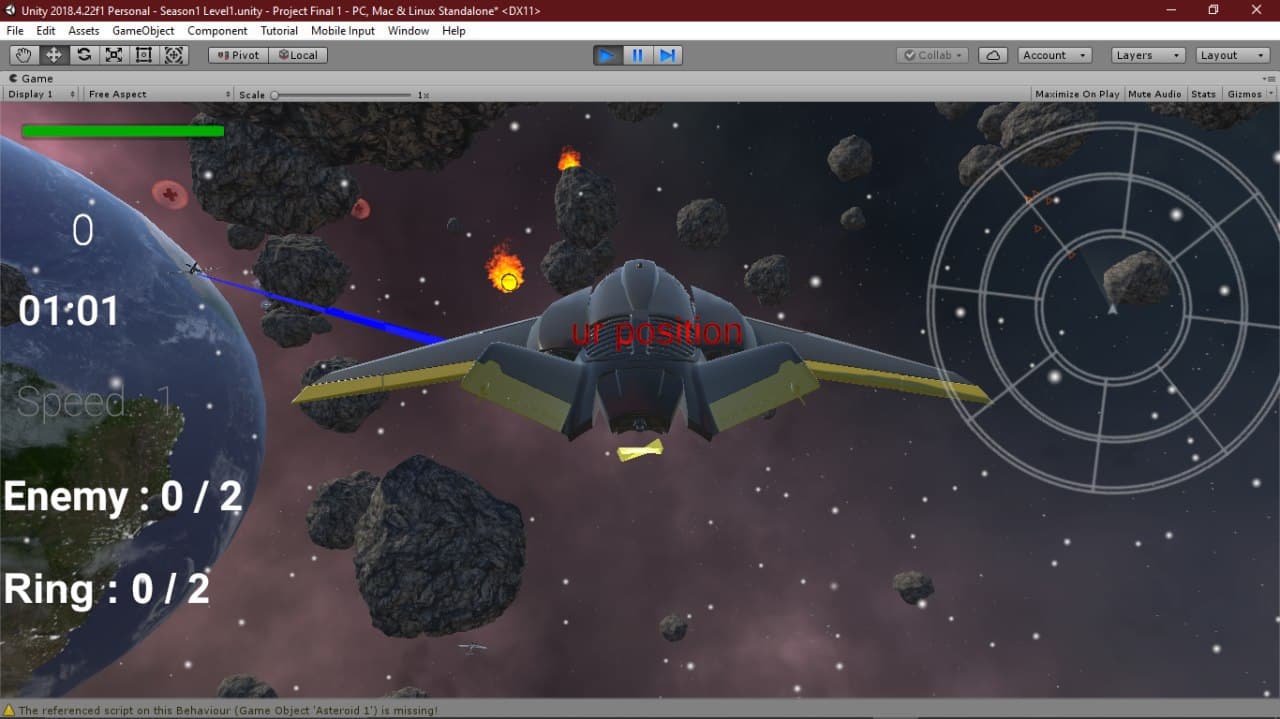 Unity 2018.4.22f1 Personal - Season1 Level1.unity - Project Final 1 - PC, Mac & Linux Standalone* <DX11>
File Edit Assets GameObject Component Tutorial Mobile Input Window Help
Pivot Local Collab Account Layers Layout
Game
Display 1 Free Aspect Scale 1x Maximize On Play Mute Audio Stats Gizmos
0
01:01
ur position
Speed: 1
Enemy : 0 / 2
Ring : 0 / 2
The referenced script on this Behaviour (Game Object 'Asteroid 1') is missing!